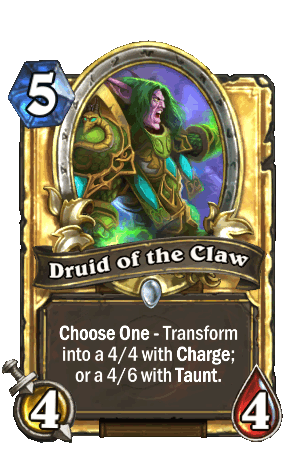 5
Druid of the Claw
Choose One - Transform
into a 4/4 with Charge;
or a 4/6 with Taunt.
4
4